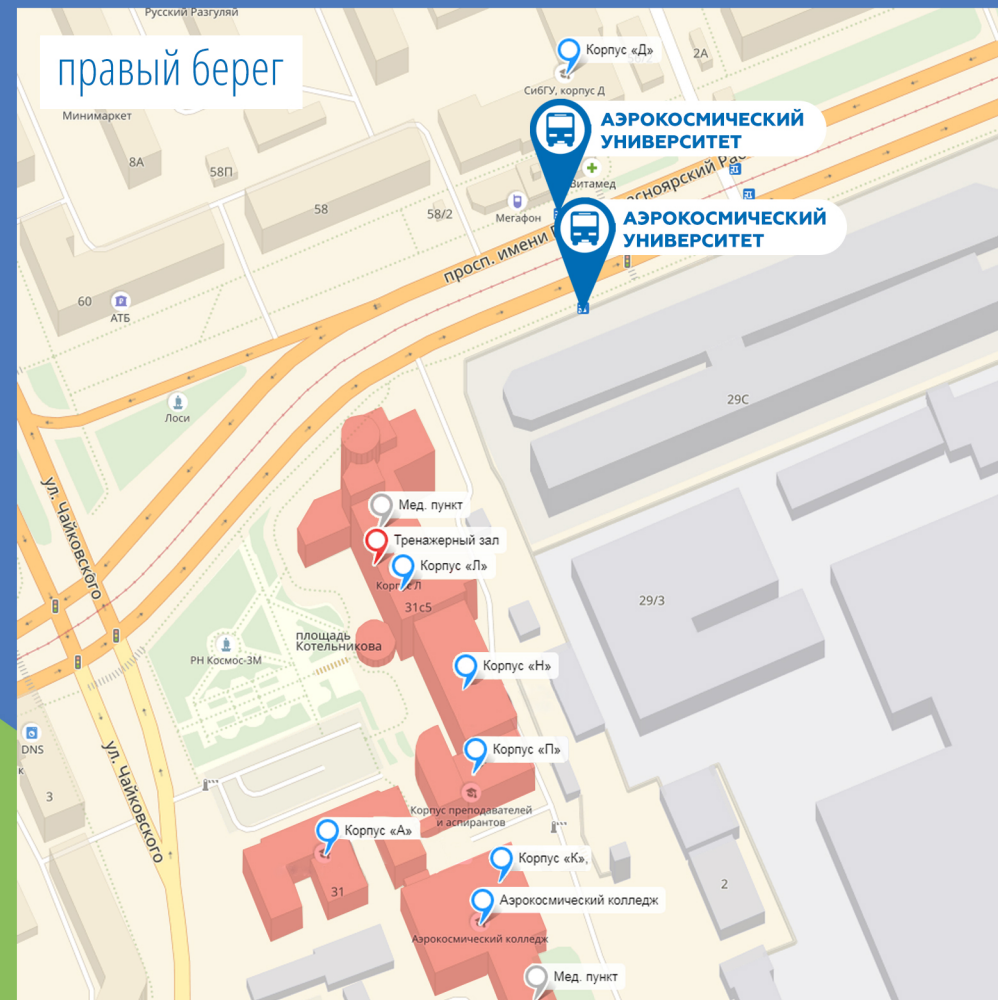 Русский Разгуляй
правый берег
Минимаркет
Корпус «Д»
2А
СибГУ, корпус Д
АЭРОКОСМИЧЕСКИЙ
УНИВЕРСИТЕТ
8А
58П
Витамед
58
58/2
Мегафон
АЭРОКОСМИЧЕСКИЙ
УНИВЕРСИТЕТ
просп. имени
60
АТБ
Лоси
29С
ул. Чайковского
Мед. пункт
Тренажерный зал
Корпус «Л»
Корпус Л
31с5
29/3
площадь
Котельникова
РН Космос-3М
Корпус «Н»
DNS
к
3
ул. Чайковского
Корпус «П»
Корпус преподавателей
и аспирантов
Корпус «А»
Корпус «К»,
31
2
Аэрокосмический колледж
Аэрокосмический колледж
Мед. пункт